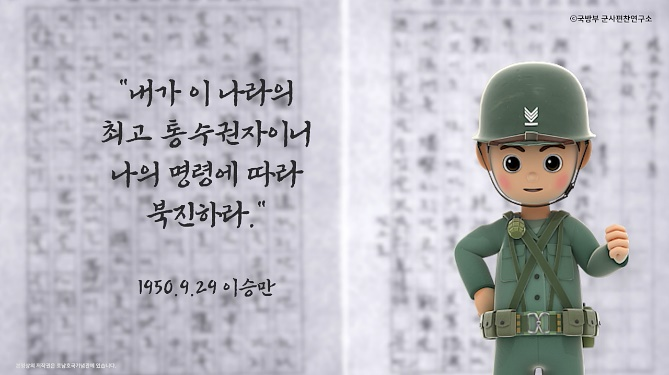 ©국방부 군사편찬연구소
"내가 이 나라의
최고 통수권자이니
나의 명령에 따라
북진하라."
1950.9.29 이승만